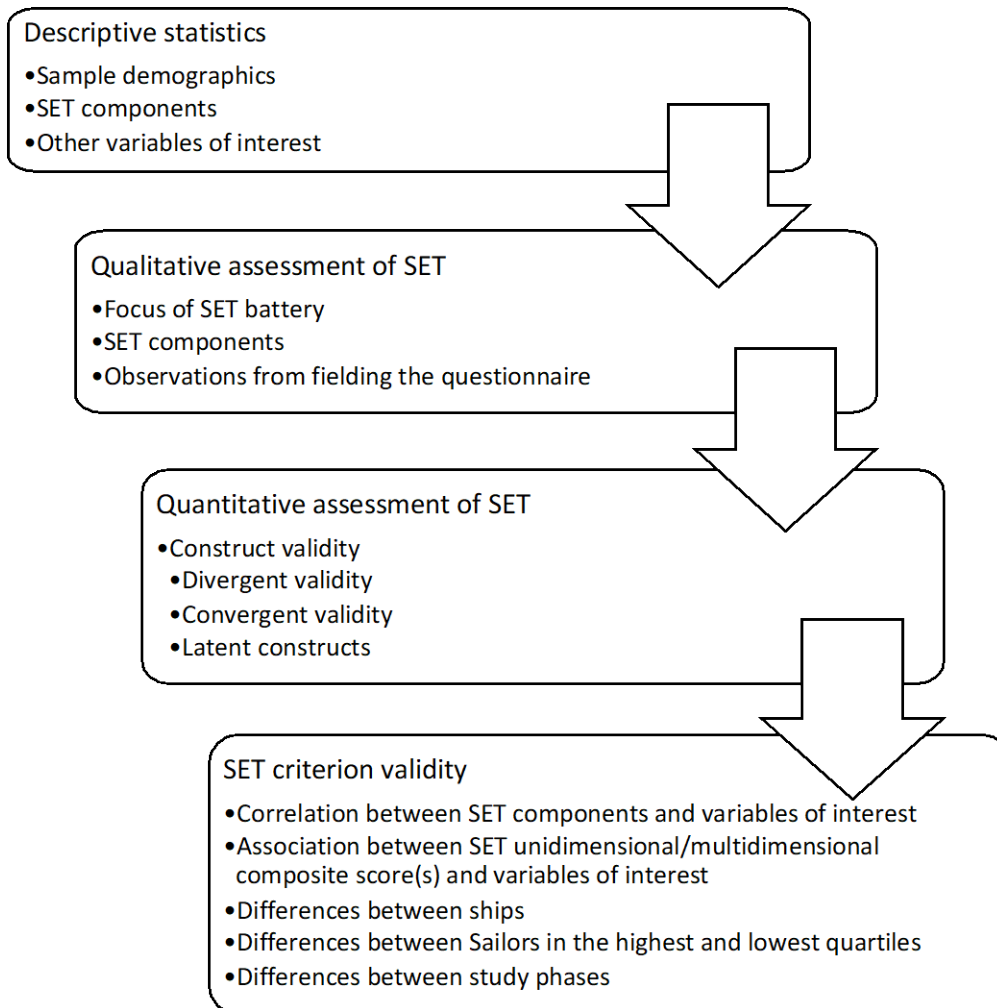 Descriptive statistics
•Sample demographics
•SET components
•Other variables of interest
Qualitative assessment of SET
•Focus of SET battery
•SET components
•Observations from fielding the questionnaire
Quantitative assessment of SET
•Construct validity
•Divergent validity
•Convergent validity
•Latent constructs
SET criterion validity
•Correlation between SET components and variables of interest
•Association between SET unidimensional/multidimensional
composite score(s) and variables of interest
•Differences between ships
•Differences between Sailors in the highest and lowest quartiles
•Differences between study phases